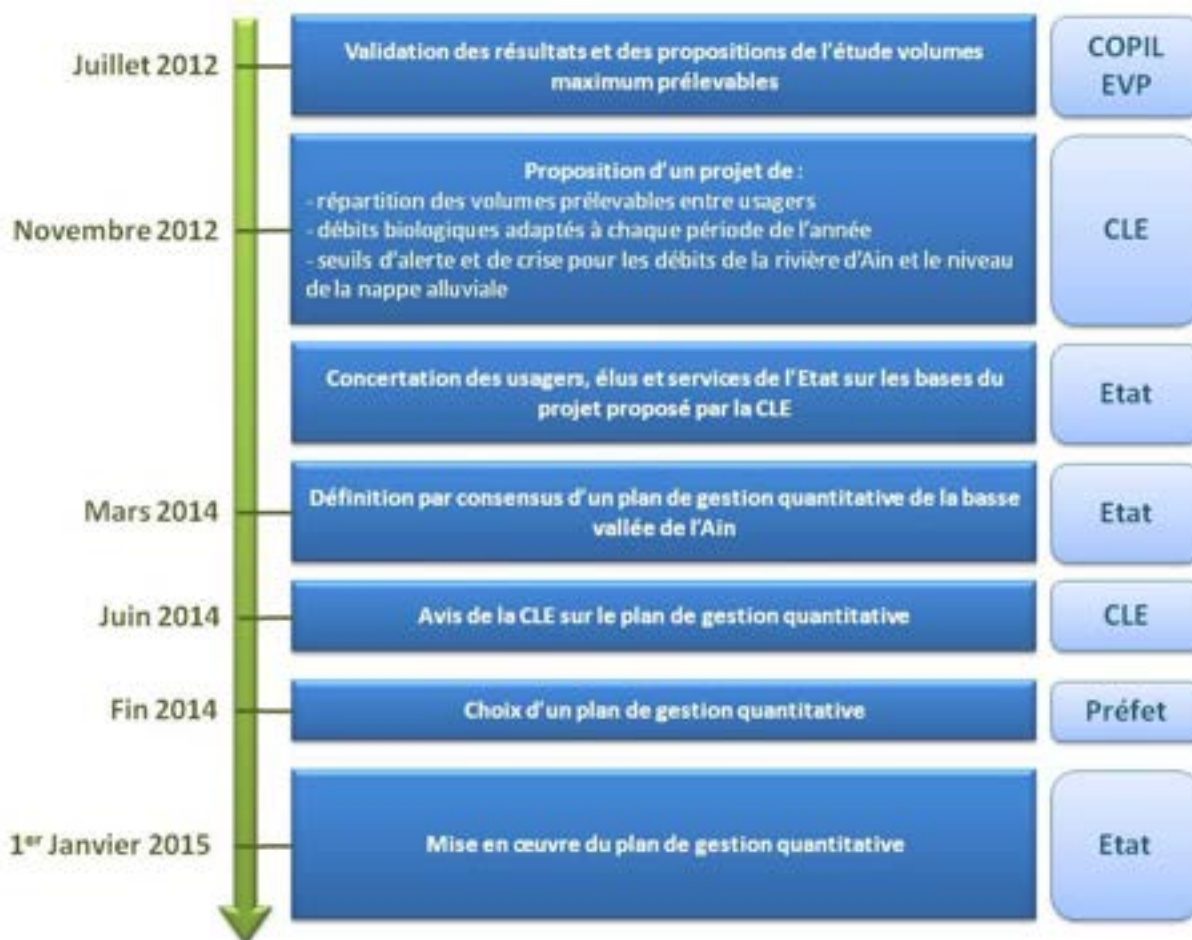 Juillet 2012
Validation des résultats et des propositions de l'étude volumes
maximum prélevables
COPIL
EVP
Novembre 2012
Proposition d'un projet de :
- répartition des volumes prélevables entre usagers
- débits biologiques adaptés à chaque période de l'année
- seuils d'alerte et de crise pour les débits de la rivière d'Ain et le niveau
de la nappe alluviale
CLE
Concertation des usagers, élus et services de l'Etat sur les bases du
projet proposé par la CLE
Etat
Mars 2014
Définition par consensus d'un plan de gestion quantitative de la basse
vallée de l'Ain
Etat
Juin 2014
Avis de la CLE sur le plan de gestion quantitative
CLE
Fin 2014
Choix d'un plan de gestion quantitative
Préfet
1er Janvier 2015
Mise en œuvre du plan de gestion quantitative
Etat